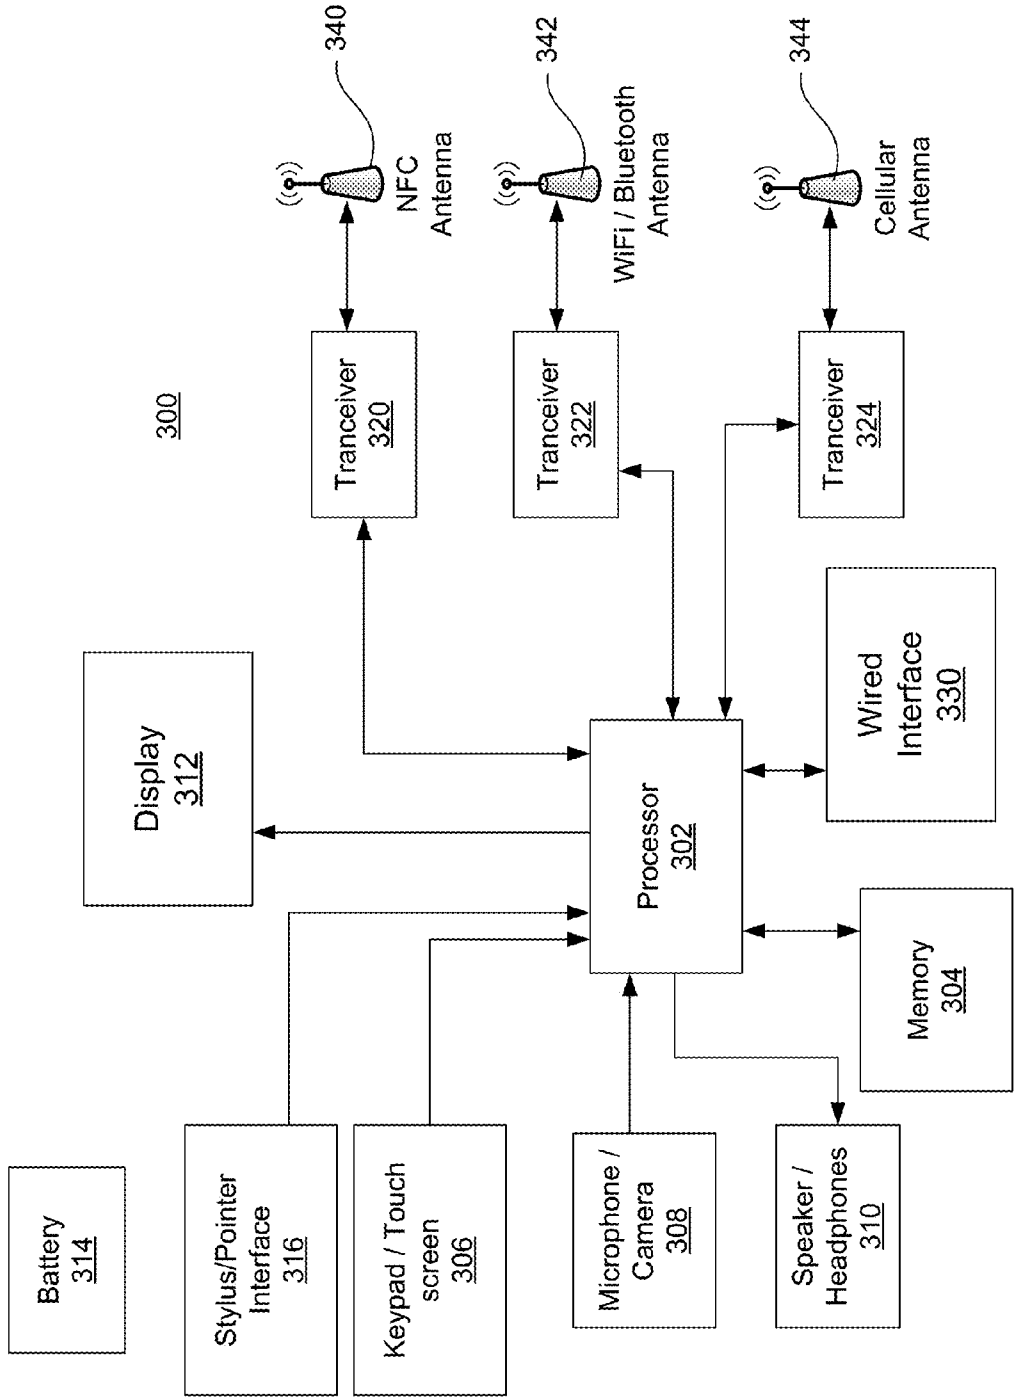 300
Battery
314
Stylus/Pointer
Interface
316
Keypad / Touch
screen
306
Microphone /
Camera
308
Speaker /
Headphones
310
Display
312
Processor
302
Memory
304
Wired
Interface
330
Tranceiver
320
Tranceiver
322
Tranceiver
324
340
NFC
Antenna
342
WiFi / Bluetooth
Antenna
344
Cellular
Antenna